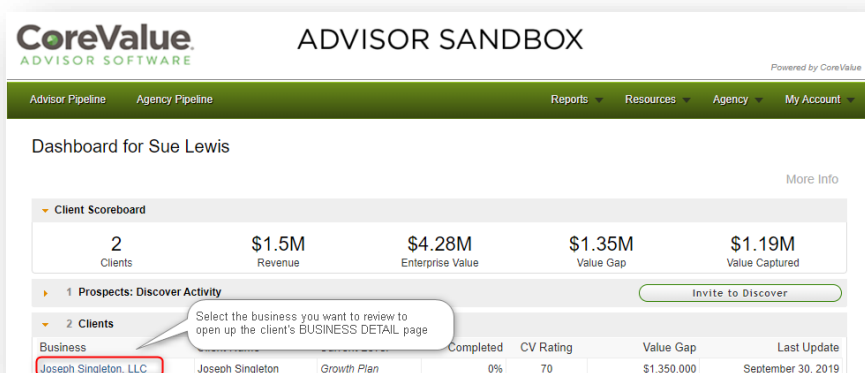 CoreValue.
ADVISOR SOFTWARE
ADVISOR SANDBOX
Powered by CoreValue
Advisor Pipeline Agency Pipeline Reports Resources Agency My Account
Dashboard for Sue Lewis
More Info
Client Scoreboard
2 $1.5M $4.28M $1.35M $1.19M
Clients Revenue Enterprise Value Value Gap Value Captured
1 Prospects: Discover Activity Invite to Discover
Select the business you want to review to
open up the client's BUSINESS DETAIL page
2 Clients
Business Completed CV Rating Value Gap Last Update
Joseph Singleton, LLC Joseph Singleton Growth Plan 0% 70 $1,350,000 September 30, 2019